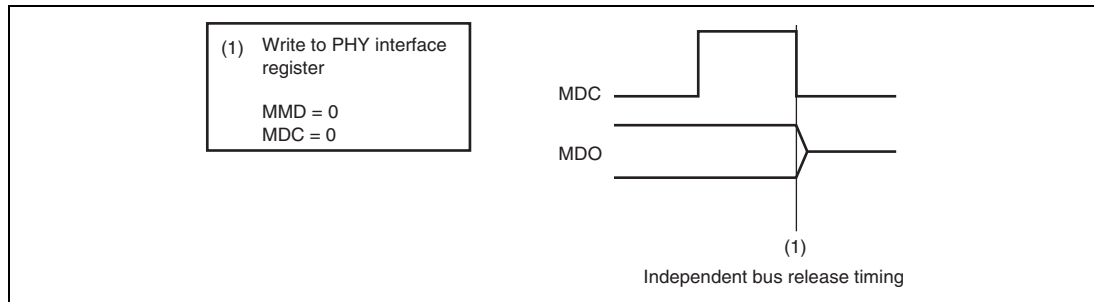 (1) Write to PHY interface
register
MMD = 0
MDC = 0
MDC
MDO
(1)
Independent bus release timing